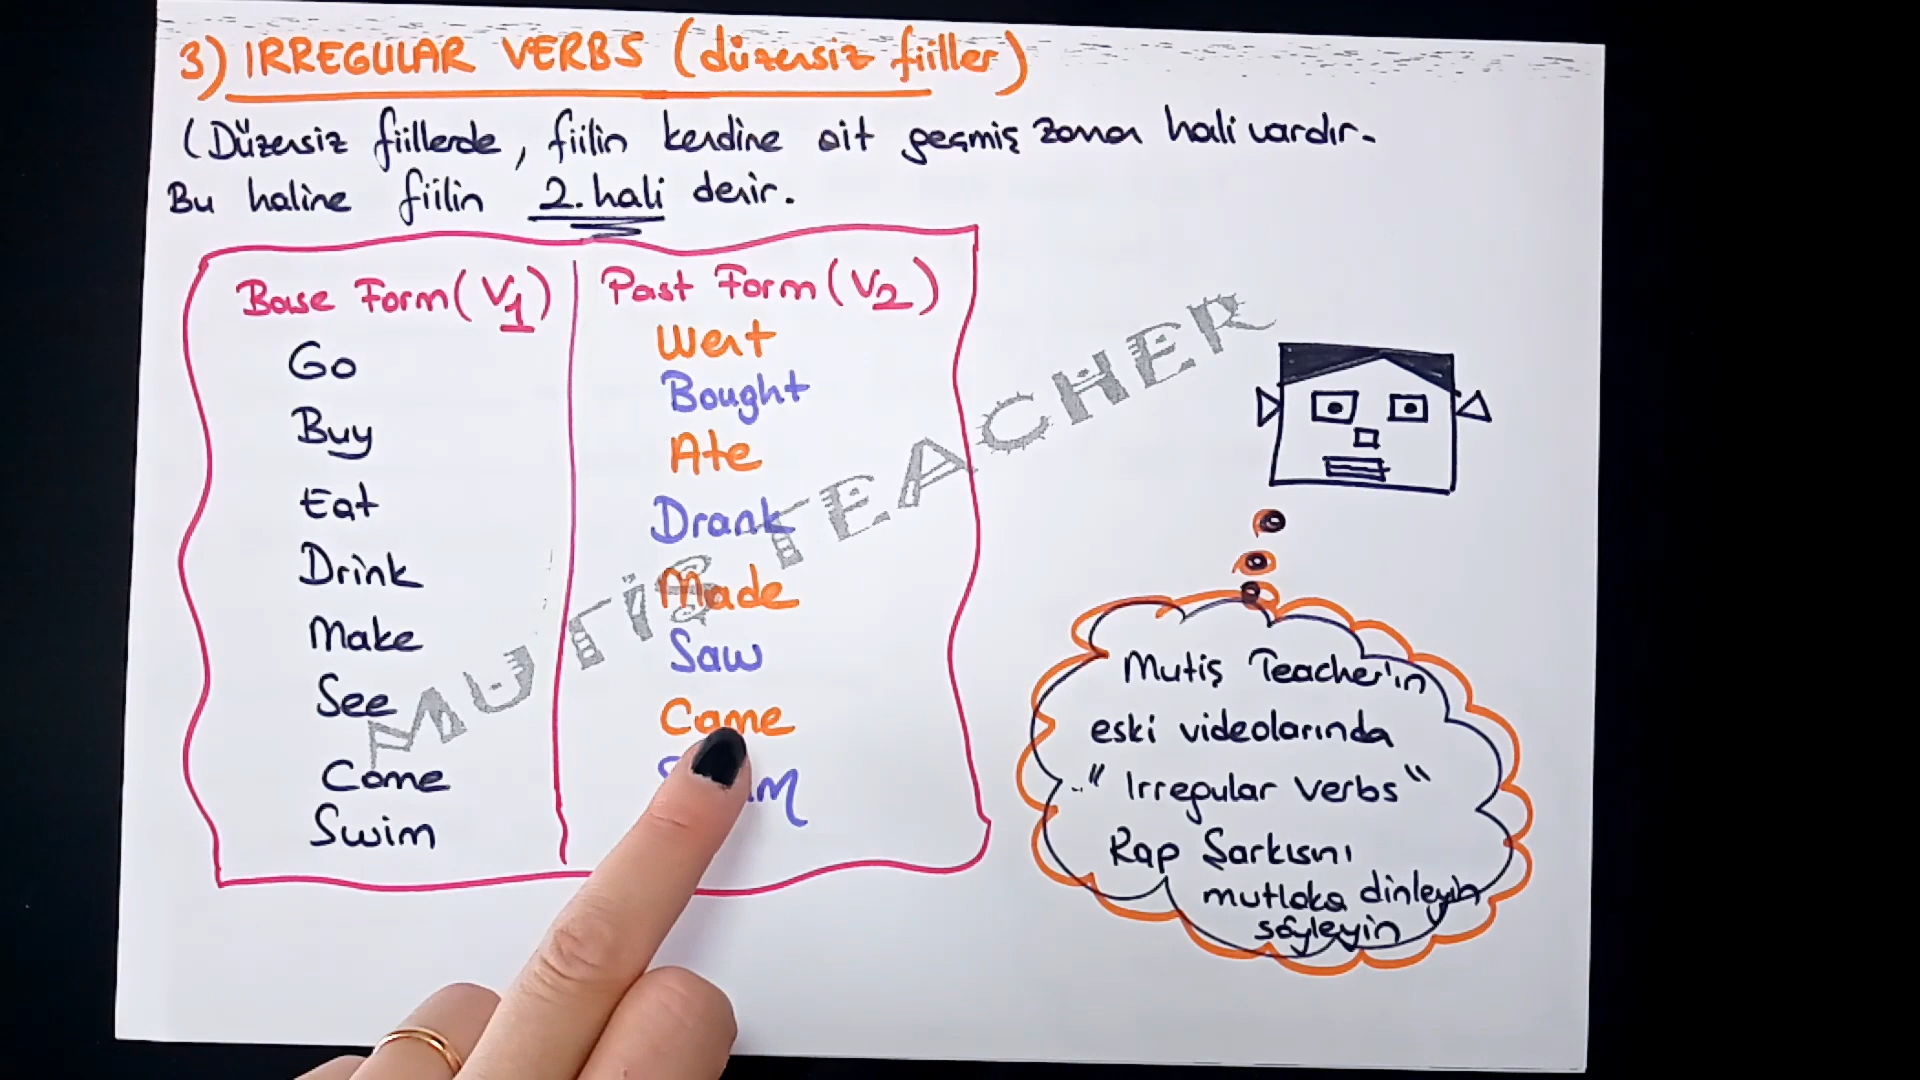 3) IRREGULAR VERBS (düzensiz fiiller)
(Düzensiz fiillerde, fiilin kendine ait geçmiş zaman hali vardır.
Bu haline fiilin 2. hali denir.
Base Form (V1) Past Form (V2)
Go Went
Buy Bought
Eat Ate
Drink Drank
Make Made
See Saw
Come Came
Swim
MUTİŞ TEACHER
Mutiş Teacher'ın
eski videolarında
"Irregular verbs"
Rap Şarkısını
mutlaka dinleyin
söyleyin